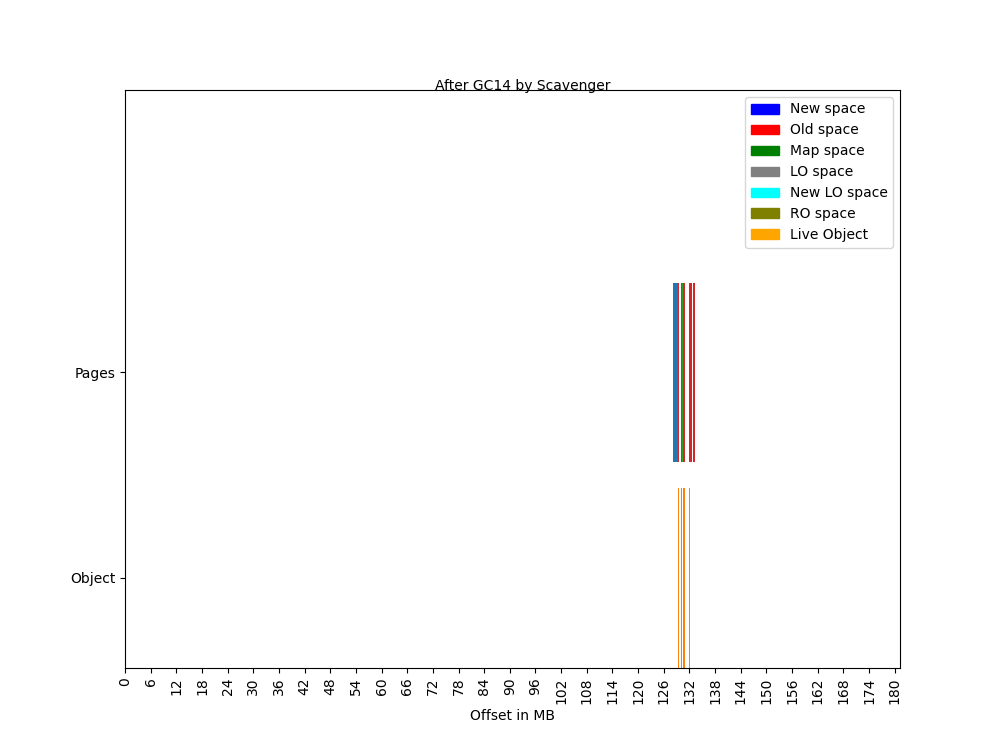 After GC14 by Scavenger
New space
Old space
Map space
LO space
New LO space
RO space
Live Object
Pages
Object
0 6 12 18 24 30 36 42 48 54 60 66 72 78 84 90 96 102 108 114 120 126 132 138 144 150 156 162 168 174 180
Offset in MB